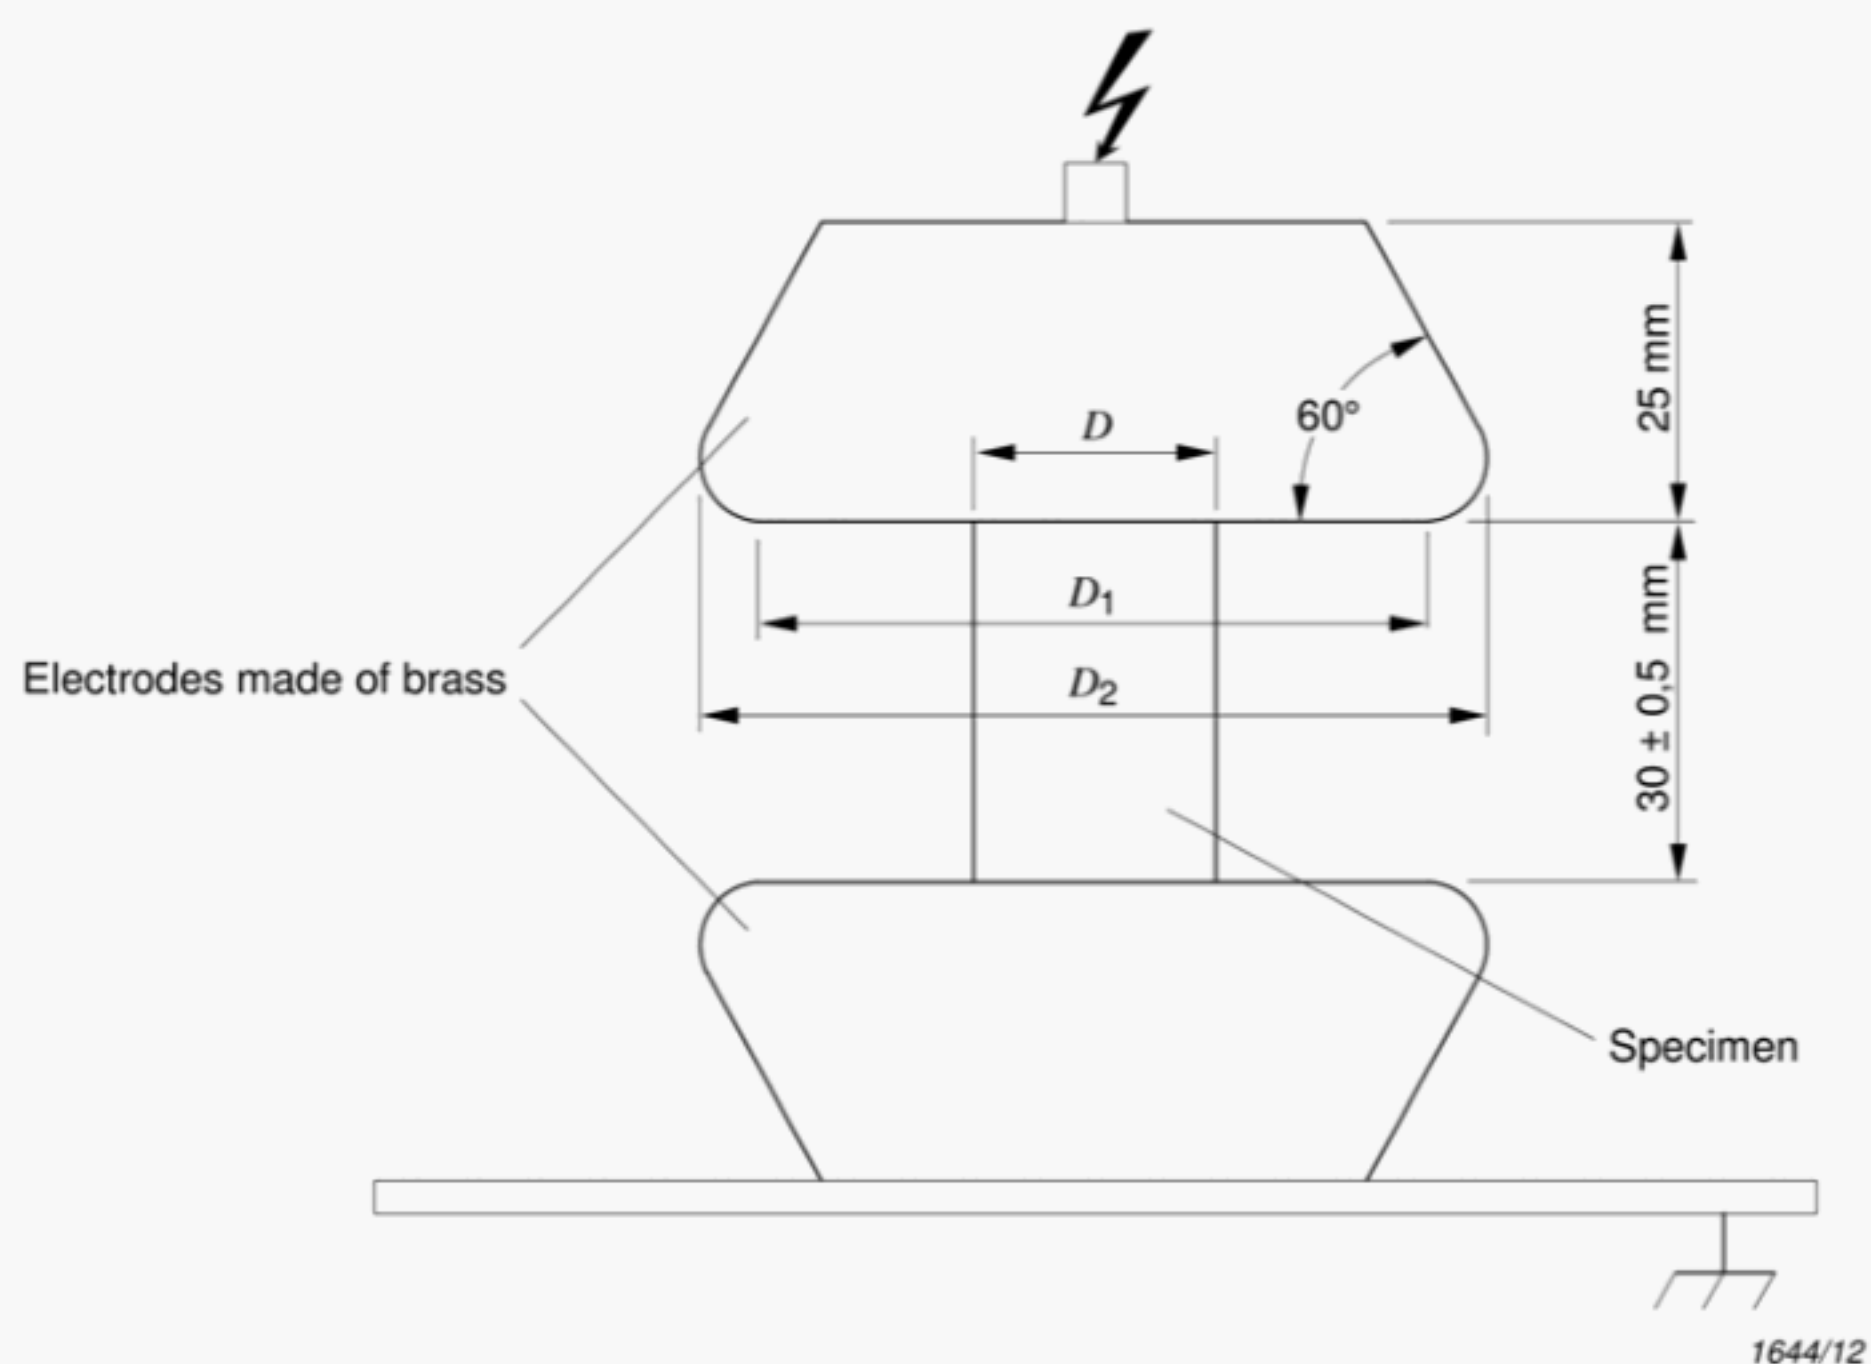 25 mm
60°
D
D1
30 ± 0,5 mm
D2
Electrodes made of brass
Specimen
1644/12